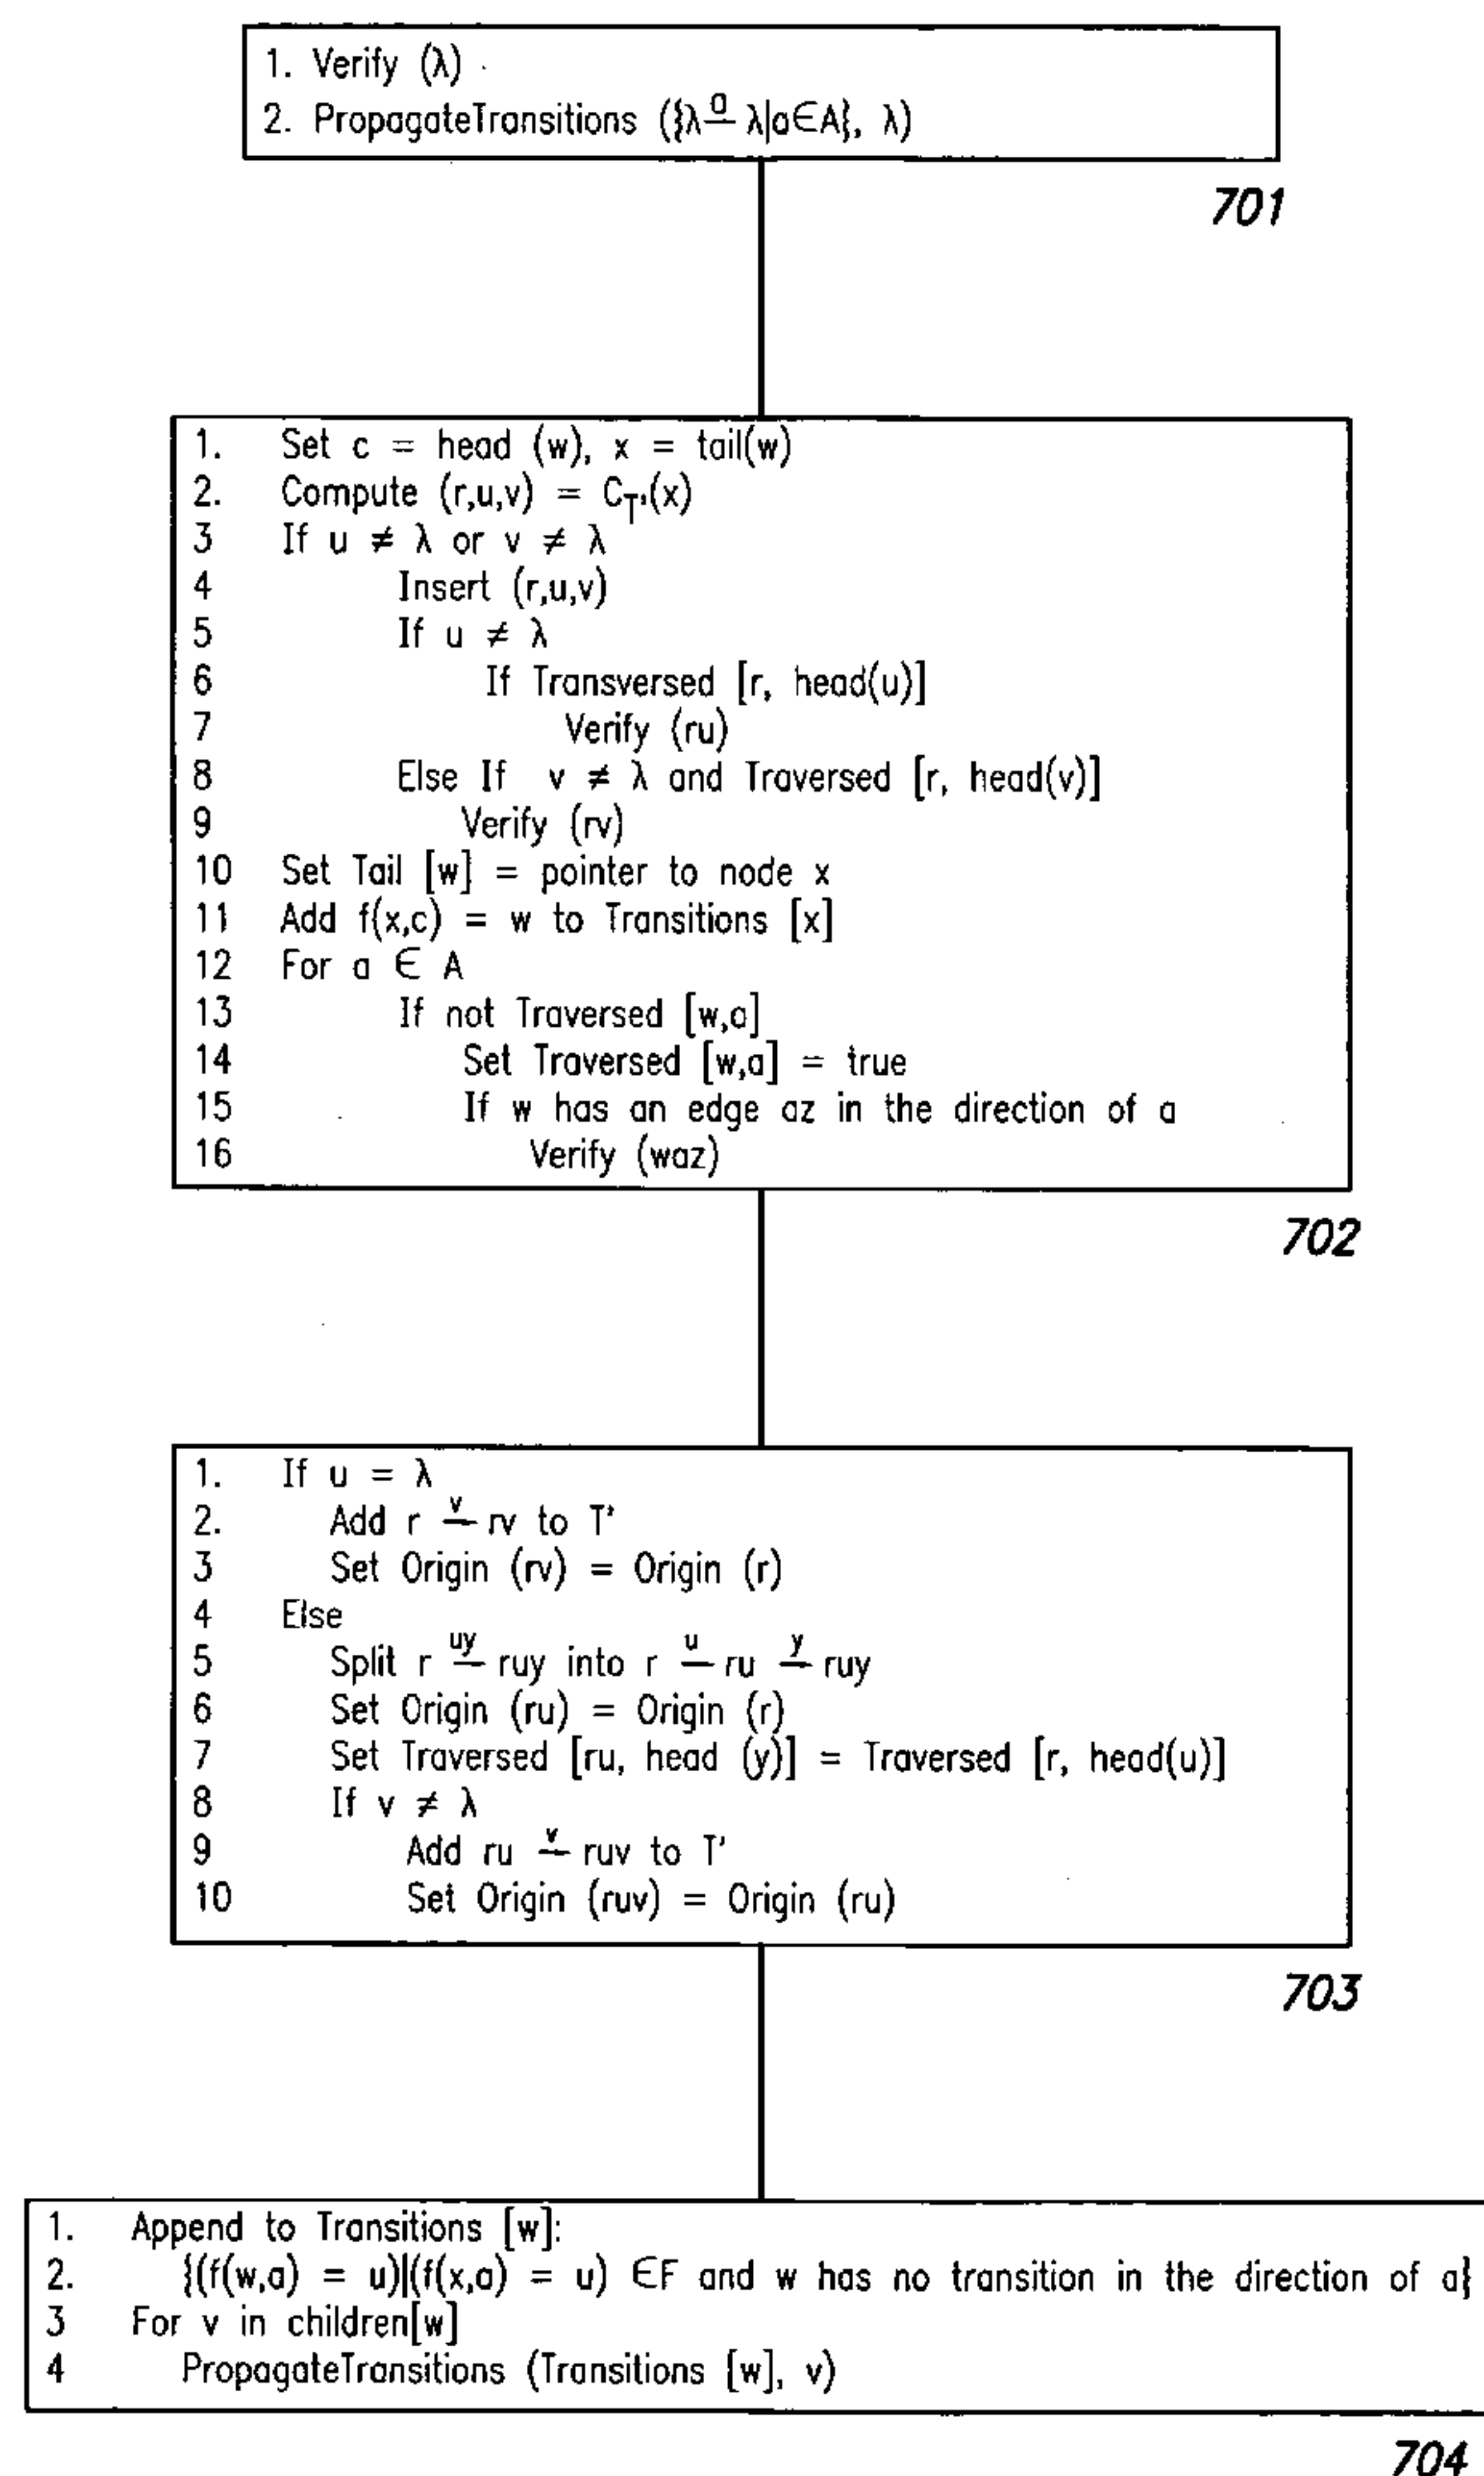 1. Verify (λ)
2. PropagateTransitions ({λ a― λ|a∈A}, λ)
701
1. Set c = head (w), x = tail(w)
2. Compute (r,u,v) = C_T'(x)
3 If u ≠ λ or v ≠ λ
4 Insert (r,u,v)
5 If u ≠ λ
6 If Transversed [r, head(u)]
7 Verify (ru)
8 Else If v ≠ λ and Traversed [r, head(v)]
9 Verify (rv)
10 Set Tail [w] = pointer to node x
11 Add f(x,c) = w to Transitions [x]
12 For a ∈ A
13 If not Traversed [w,a]
14 Set Traversed [w,a] = true
15 If w has an edge az in the direction of a
16 Verify (waz)
702
1. If u = λ
2. Add r v― rv to T'
3 Set Origin (rv) = Origin (r)
4 Else
5 Split r uy― ruy into r u― ru y― ruy
6 Set Origin (ru) = Origin (r)
7 Set Traversed [ru, head (y)] = Traversed [r, head(u)]
8 If v ≠ λ
9 Add ru v― ruv to T'
10 Set Origin (ruv) = Origin (ru)
703
1. Append to Transitions [w]:
2. {(f(w,a) = u)|(f(x,a) = u) ∈F and w has no transition in the direction of a}
3 For v in children[w]
4 PropagateTransitions (Transitions [w], v)
704